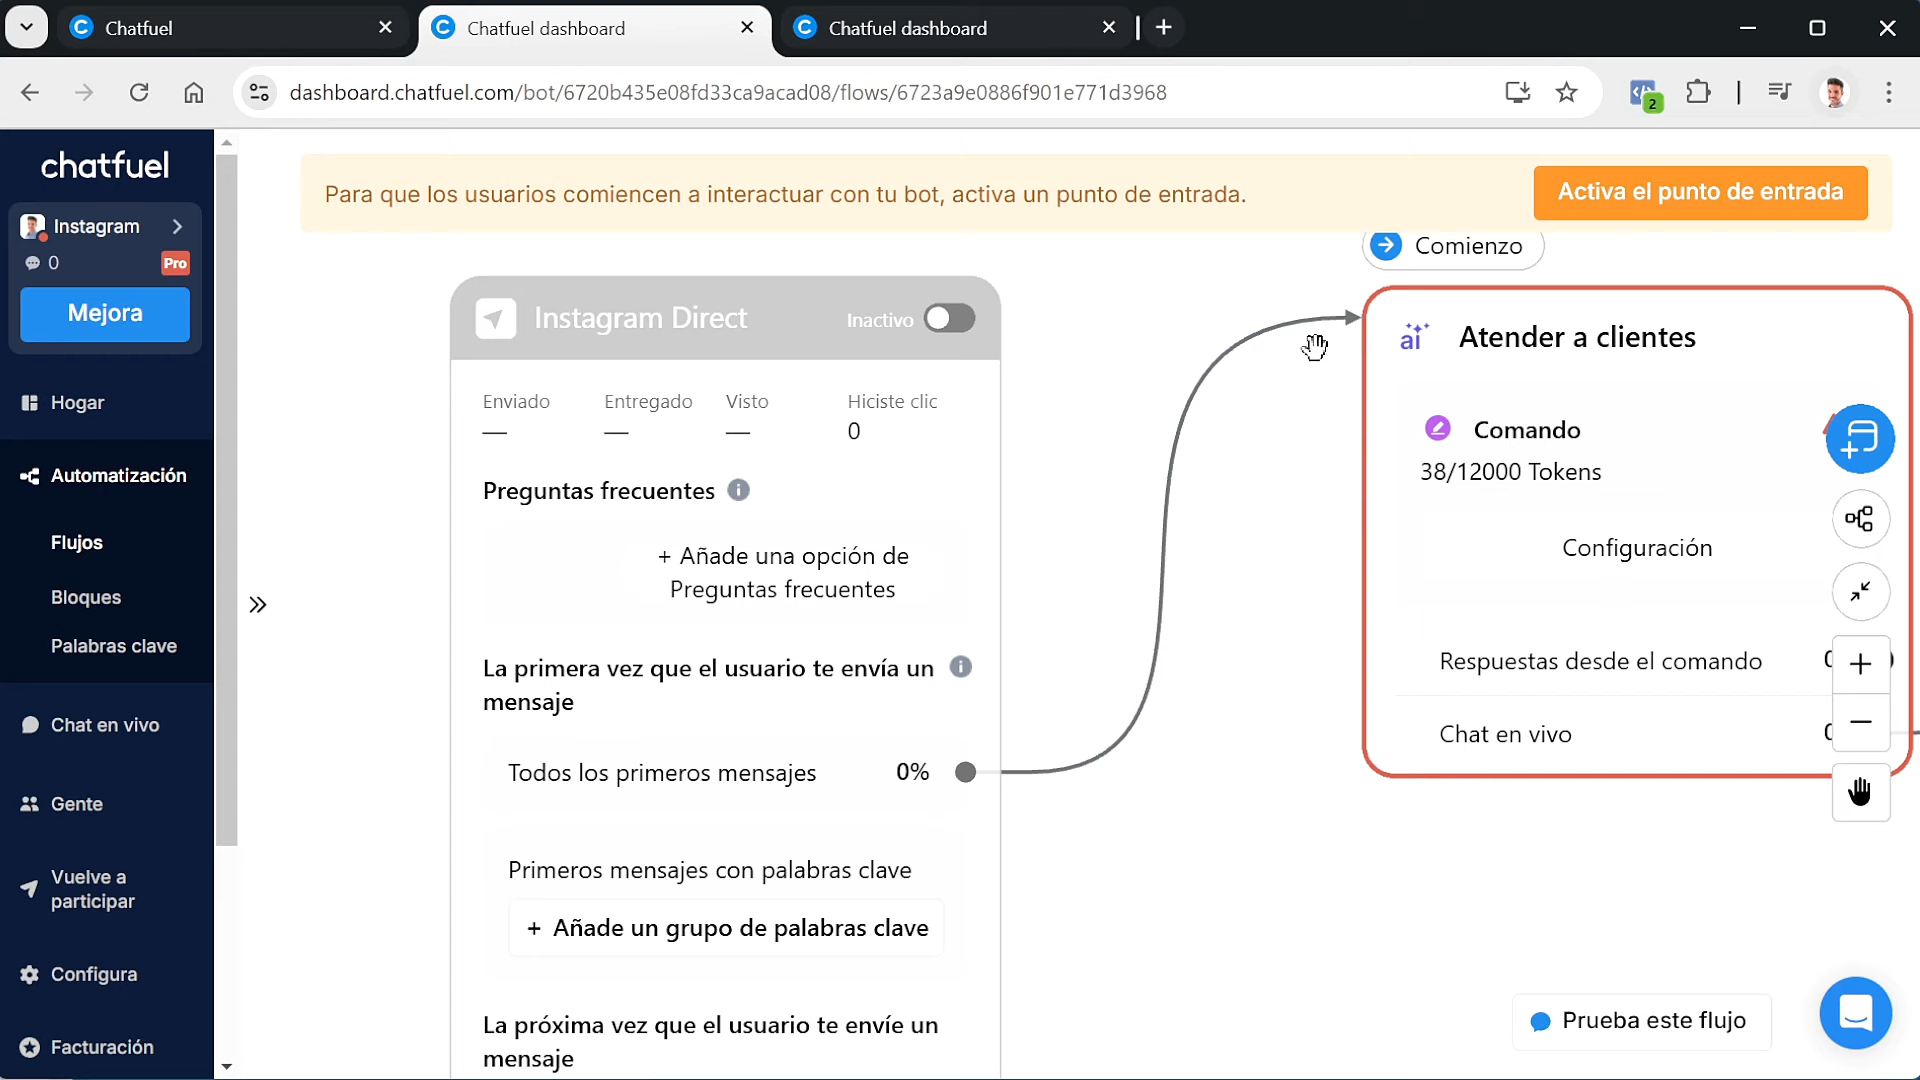 Chatfuel
Chatfuel dashboard
Chatfuel dashboard
dashboard.chatfuel.com/bot/6720b435e08fd33ca9acad08/flows/6723a9e0886f901e771d3968
2
chatfuel
Instagram
0
Pro
Mejora
Hogar
Automatización
Flujos
Bloques
Palabras clave
Chat en vivo
Gente
Vuelve a
participar
Configura
Facturación
Para que los usuarios comiencen a interactuar con tu bot, activa un punto de entrada.
Activa el punto de entrada
Instagram Direct
Inactivo
Enviado
Entregado
Visto
Hiciste clic
—
—
—
0
Preguntas frecuentes
+ Añade una opción de
Preguntas frecuentes
La primera vez que el usuario te envía un
mensaje
Todos los primeros mensajes
0%
Primeros mensajes con palabras clave
+ Añade un grupo de palabras clave
La próxima vez que el usuario te envíe un
mensaje
Comienzo
ai
Atender a clientes
Comando
38/12000 Tokens
Configuración
Respuestas desde el comando
Chat en vivo
Prueba este flujo